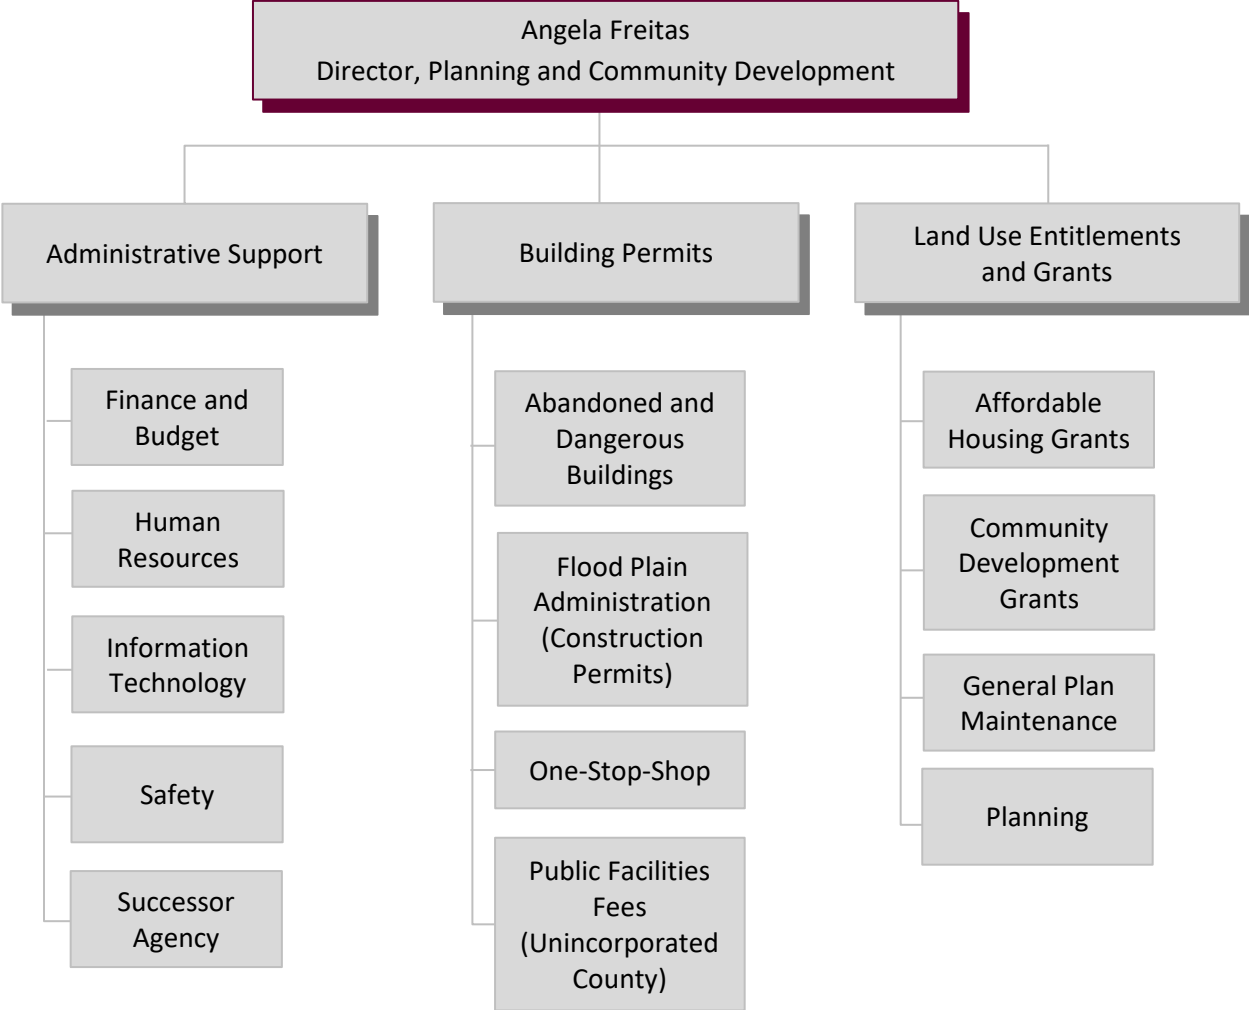 Angela Freitas
Director, Planning and Community Development
Administrative Support
Finance and
Budget
Human
Resources
Information
Technology
Safety
Successor
Agency
Building Permits
Abandoned and
Dangerous
Buildings
Flood Plain
Administration
(Construction
Permits)
One-Stop-Shop
Public Facilities
Fees
(Unincorporated
County)
Land Use Entitlements
and Grants
Affordable
Housing Grants
Community
Development
Grants
General Plan
Maintenance
Planning